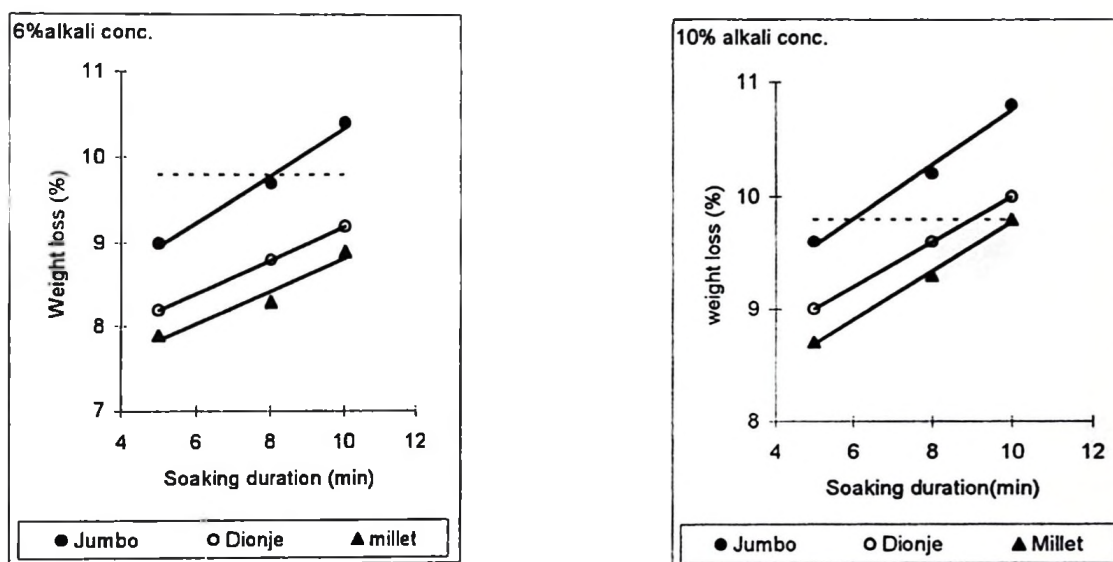 6%alkali conc.
11
10
9
8
7
Weight loss (%)
4 6 8 10 12
Soaking duration (min)
● Jumbo ○ Dionje ▲ millet
10% alkali conc.
11
10
9
8
weight loss (%)
4 6 8 10 12
Soaking duration(min)
● Jumbo ○ Dionje ▲ Millet